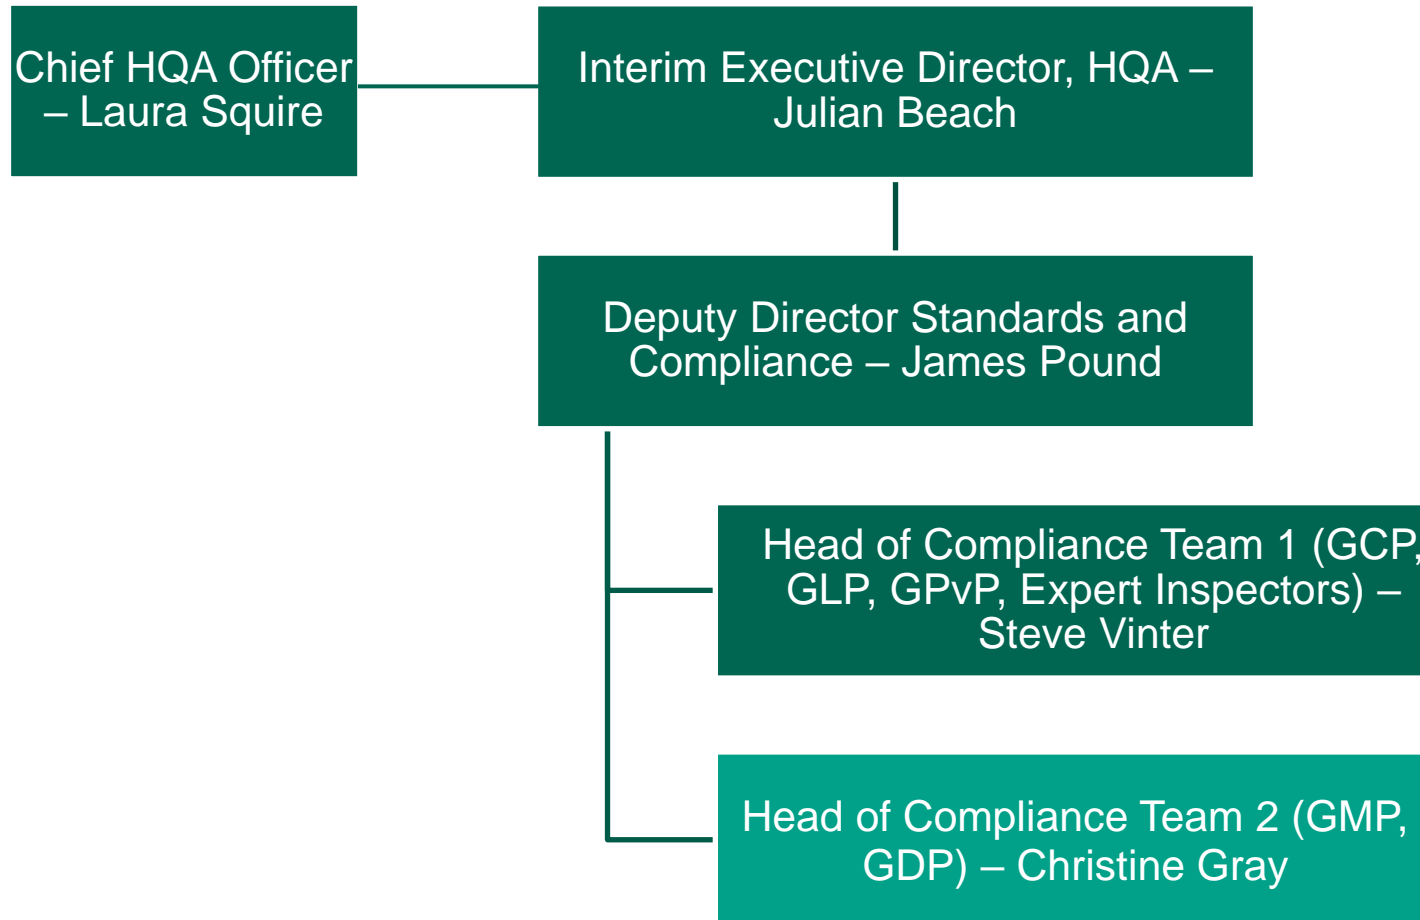 Chief HQA Officer
– Laura Squire
Interim Executive Director, HQA –
Julian Beach
Deputy Director Standards and
Compliance – James Pound
Head of Compliance Team 1 (GCP,
GLP, GPvP, Expert Inspectors) –
Steve Vinter
Head of Compliance Team 2 (GMP,
GDP) – Christine Gray